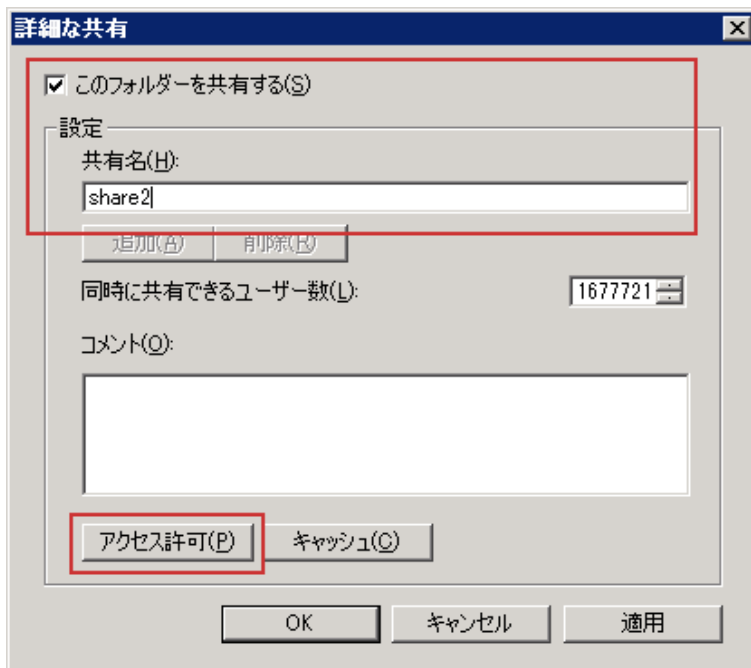 詳細な共有
このフォルダーを共有する(S)
設定
共有名(H):
share2
追加(A) 削除(R)
同時に共有できるユーザー数(L): 1677721
コメント(O):
アクセス許可(P) キャッシュ(C)
OK キャンセル 適用